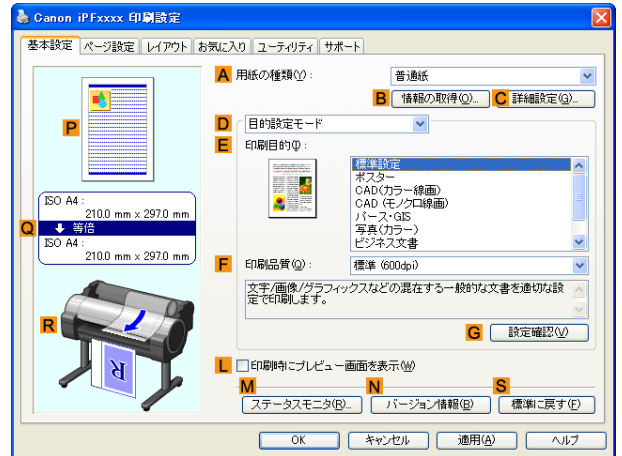 Canon iPFxxxx 印刷設定
基本設定 ページ設定 レイアウト お気に入り ユーティリティ サポート
A 用紙の種類(Y): 普通紙
B 情報の取得(O)... C 詳細設定(G)...
P
D 目的設定モード
E 印刷目的(I):
標準設定
ポスター
CAD(カラー線画)
CAD (モノクロ線画)
パース・GIS
写真(カラー)
ビジネス文書
ISO A4 :
210.0 mm x 297.0 mm
Q 等倍
ISO A4 :
210.0 mm x 297.0 mm
F 印刷品質(Q): 標準 (600dpi)
文字/画像/グラフィックスなどの混在する一般的な文書を適切な設
定で印刷します。
R
G 設定確認(V)
L 印刷時にプレビュー画面を表示(W)
M N S
ステータスモニタ(R)... バージョン情報(B) 標準に戻す(F)
OK キャンセル 適用(A) ヘルプ